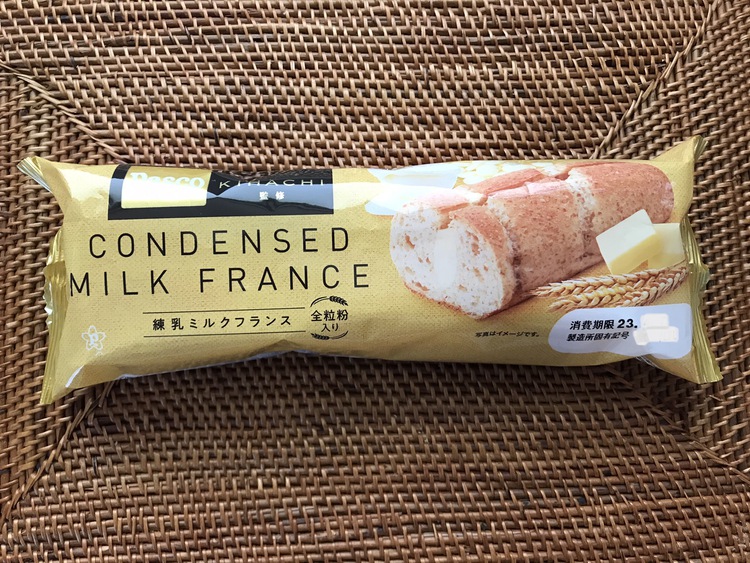 Pasco
KIHACHI
監修
CONDENSED
MILK FRANCE
練乳ミルクフランス
全粒粉
入り
写真はイメージです。
消費期限 23.
製造所固有記号